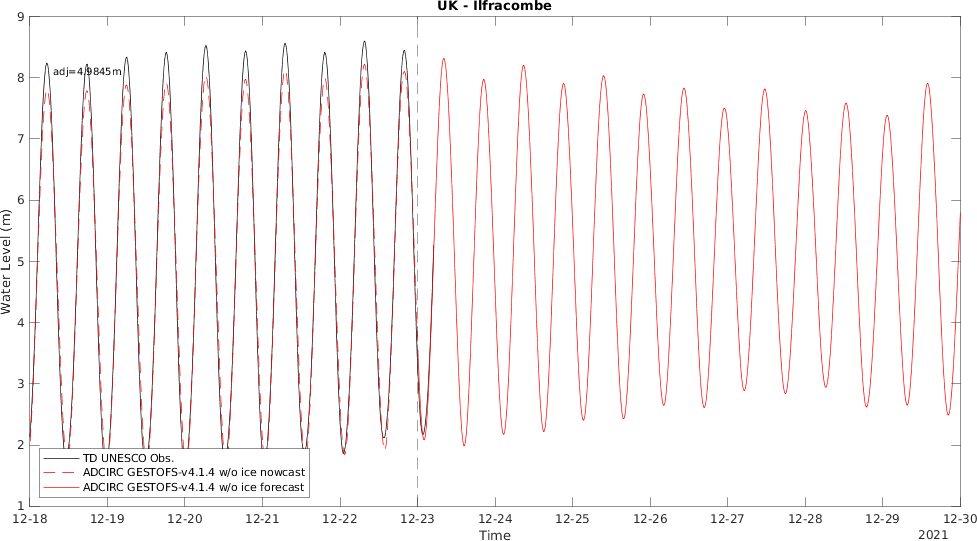 UK - Ilfracombe
9
8
7
6
5
4
3
2
1
Water Level (m)
adj=4.9845m
TD UNESCO Obs.
ADCIRC GESTOFS-v4.1.4 w/o ice nowcast
ADCIRC GESTOFS-v4.1.4 w/o ice forecast
12-18 12-19 12-20 12-21 12-22 12-23 12-24 12-25 12-26 12-27 12-28 12-29 12-30
Time
2021